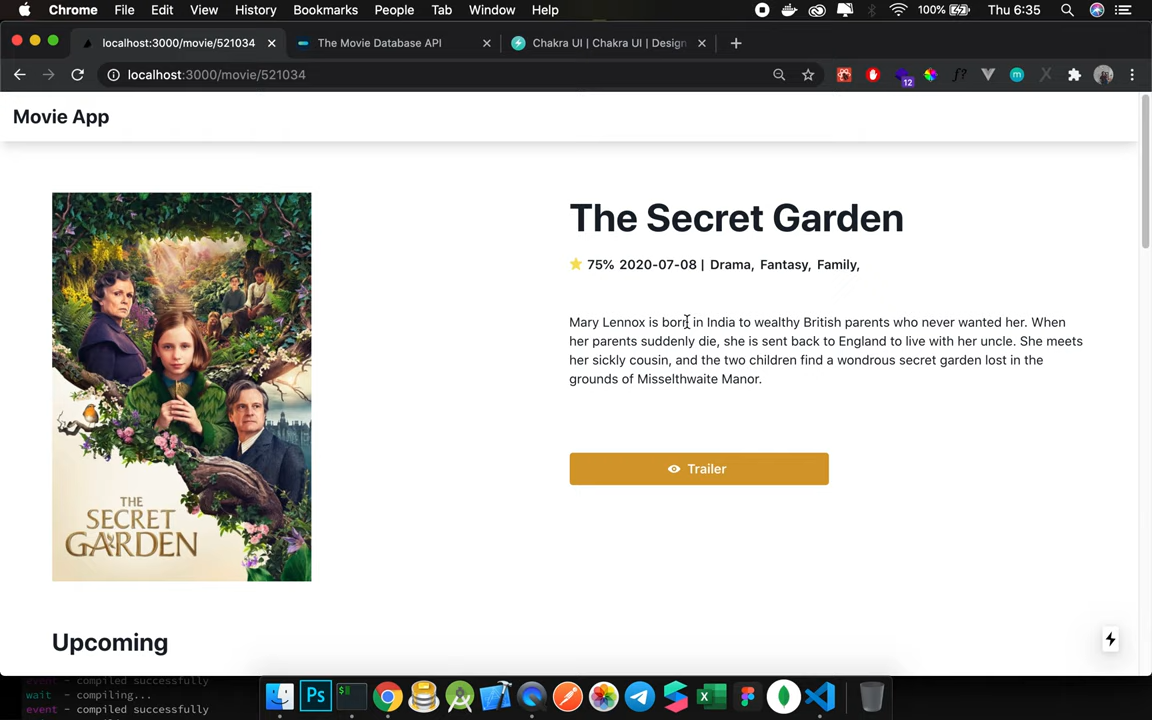 Chrome File Edit View History Bookmarks People Tab Window Help 100% Thu 6:35
localhost:3000/movie/521034 The Movie Database API Chakra UI | Chakra UI | Design
localhost:3000/movie/521034 12 f?
Movie App
The Secret Garden
75% 2020-07-08 | Drama, Fantasy, Family,
Mary Lennox is born in India to wealthy British parents who never wanted her. When
her parents suddenly die, she is sent back to England to live with her uncle. She meets
her sickly cousin, and the two children find a wondrous secret garden lost in the
grounds of Misselthwaite Manor.
Trailer
THE
SECRET
GARDEN
Upcoming
event - compiled successfully
wait - compiling...
event - compiled successfully
Ps